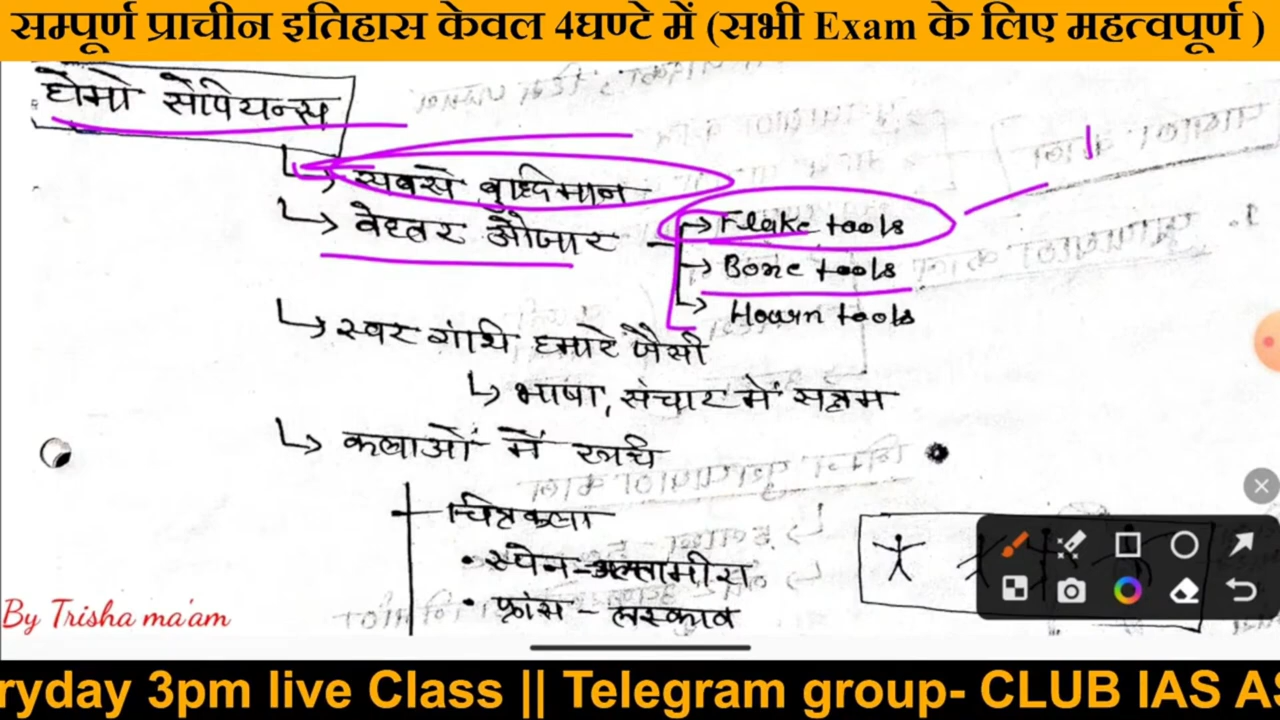 सम्पूर्ण प्राचीन इतिहास केवल 4घण्टे में (सभी Exam के लिए महत्वपूर्ण )
होमो सेपियन्स
सबसे बुध्दिमान
बेहतर औजार
Flake tools
Bone tools
Hourn tools
स्वर ग्रंथि हमारे जैसी
भाषा, संचार में सक्षम
कलाओं में रूचि
चित्रकला
• स्पेन - अल्तामीरा
• फ्रांस - लस्काव
By Trisha ma'am
ryday 3pm live Class || Telegram group- CLUB IAS AS